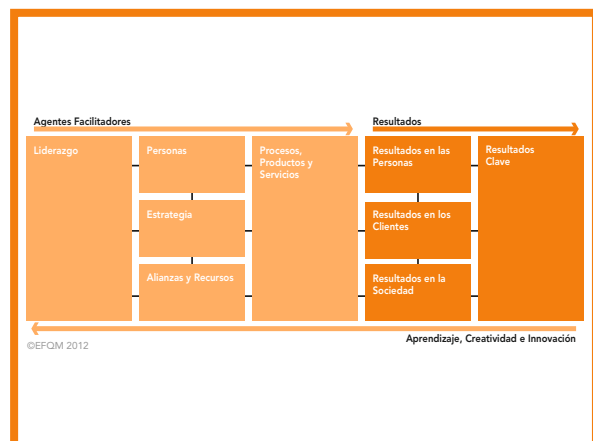 Agentes Facilitadores
Resultados
Liderazgo
Personas
Procesos,
Productos y
Servicios
Resultados en las
Personas
Resultados
Clave
Estrategia
Resultados en los
Clientes
Alianzas y Recursos
Resultados en la
Sociedad
Aprendizaje, Creatividad e Innovación
©EFQM 2012